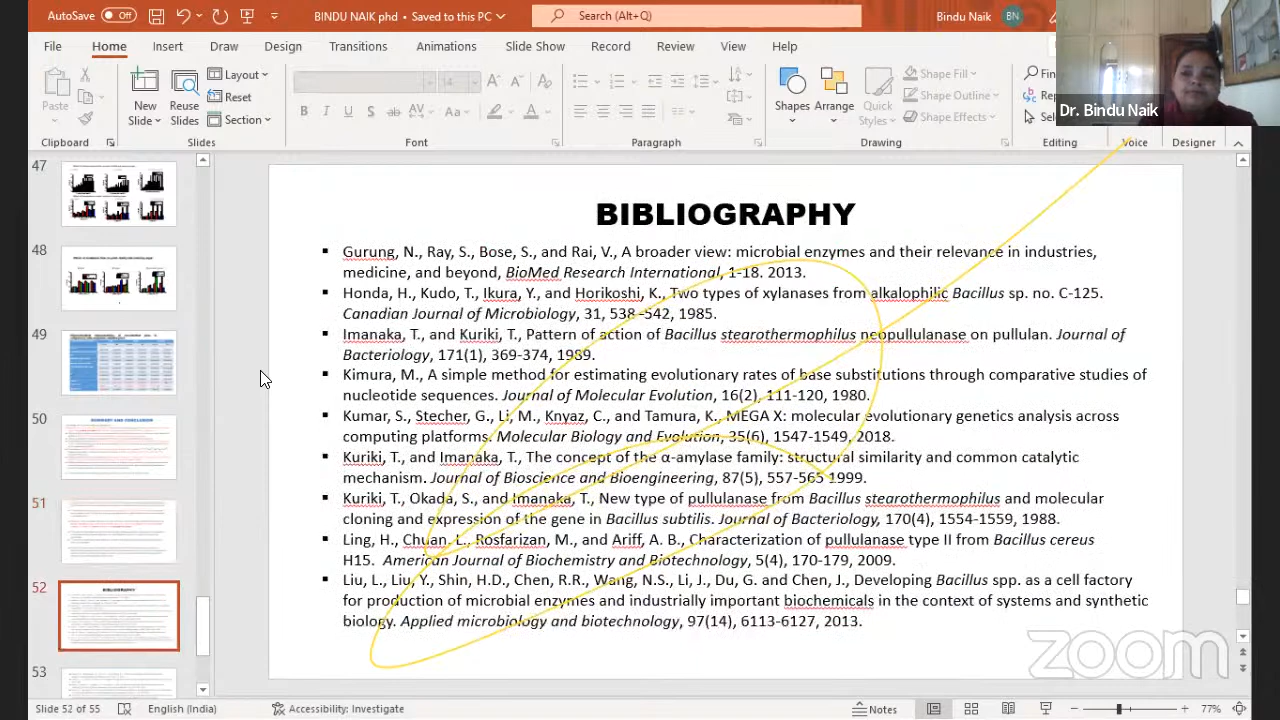 AutoSave Off BINDU NAIK phd • Saved to this PC Search (Alt+Q) Bindu Naik BN
File Home Insert Draw Design Transitions Animations Slide Show Record Review View Help
Paste New Slide Reuse Slides Layout Reset Section Shapes Arrange Quick Styles Shape Fill Shape Outline Shape Effects
Dr. Bindu Naik
Clipboard Slides Font Paragraph Drawing Editing Voice Designer
47
48
49
50
SUMMARY AND CONCLUSION
51
52
BIBLIOGRAPHY
53
BIBLIOGRAPHY
▪ Gurung, N., Ray, S., Bose, S., and Rai, V., A broader view: microbial enzymes and their relevance in industries,
medicine, and beyond, BioMed Research International, 1-18. 2013.
▪ Honda, H., Kudo, T., Ikura, Y., and Horikoshi, K., Two types of xylanases from alkalophilic Bacillus sp. no. C-125.
Canadian Journal of Microbiology, 31, 538 -542, 1985.
▪ Imanaka, T., and Kuriki, T., Pattern of action of Bacillus stearothermophilus neopullulanase on pullulan. Journal of
Bacteriology, 171(1), 369-374, 1989.
▪ Kimura, M., A simple method for estimating evolutionary rates of base substitutions through comparative studies of
nucleotide sequences. Journal of Molecular Evolution, 16(2), 111-120, 1980.
▪ Kumar, S., Stecher, G., Li, M., Knyaz, C., and Tamura, K., MEGA X: molecular evolutionary genetics analysis across
computing platforms. Molecular Biology and Evolution, 35(6), 1547-1549, 2018.
▪ Kuriki, T., and Imanaka, T., The concept of the α-amylase family: structural similarity and common catalytic
mechanism. Journal of Bioscience and Bioengineering, 87(5), 557-565 1999.
▪ Kuriki, T., Okada, S., and Imanaka, T., New type of pullulanase from Bacillus stearothermophilus and molecular
cloning and expression of the gene in Bacillus subtilis. Journal of Bacteriology, 170(4), 1554-1559, 1988.
▪ Ling, H., Chuan, L., Rosfarizan, M., and Ariff, A. B., Characterization of pullulanase type II from Bacillus cereus
H15. American Journal of Biochemistry and Biotechnology, 5(4), 170-179, 2009.
▪ Liu, L., Liu, Y., Shin, H.D., Chen, R.R., Wang, N.S., Li, J., Du, G. and Chen, J., Developing Bacillus spp. as a cell factory
for production of microbial enzymes and industrially important biochemicals in the context of systems and synthetic
biology. Applied microbiology and biotechnology, 97(14), 6113-6127, 2013.
zoom
Slide 52 of 55 English (India) Accessibility: Investigate Notes 77%